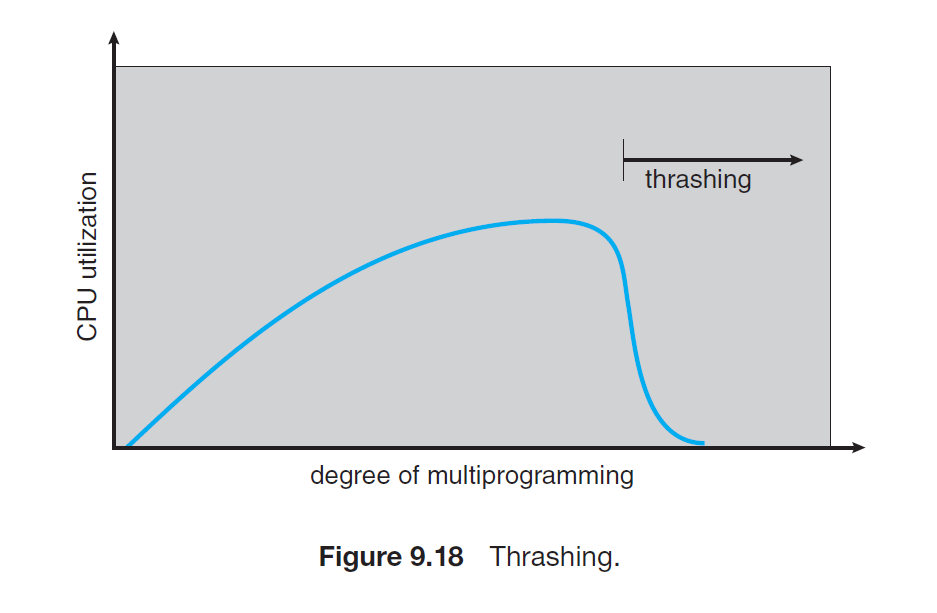 thrashing
CPU utilization
degree of multiprogramming
Figure 9.18 Thrashing.